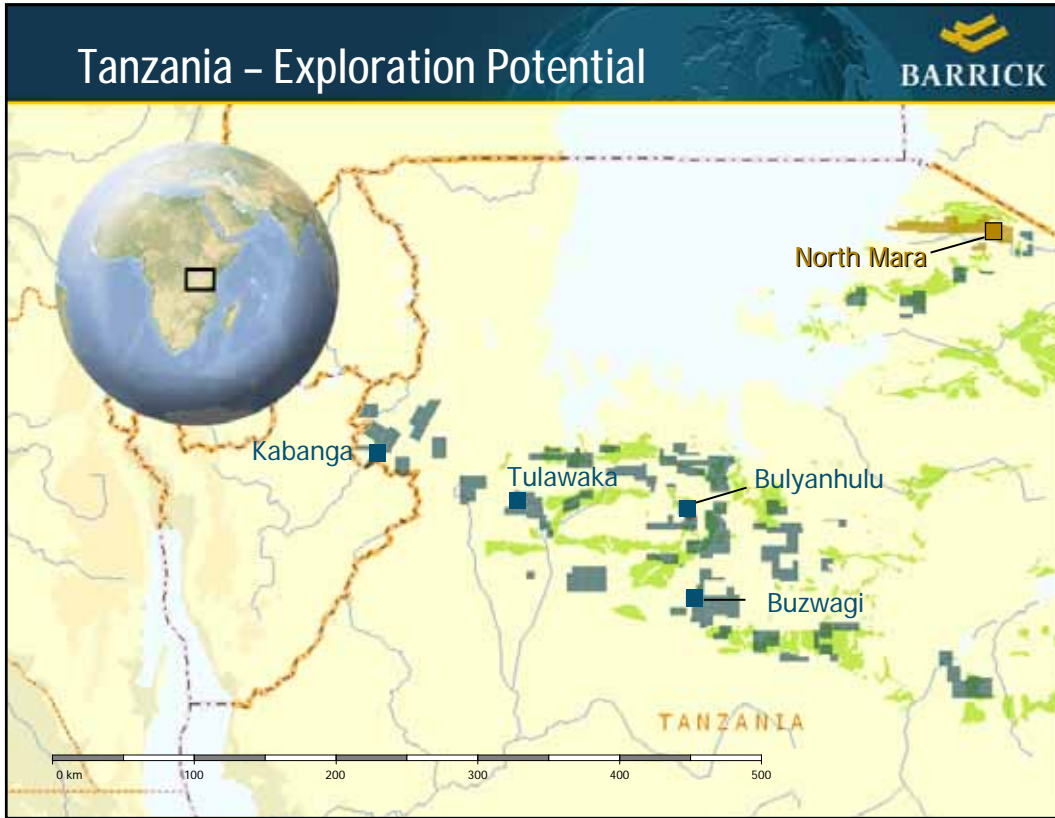 Tanzania – Exploration Potential
BARRICK
North Mara
Kabanga
Tulawaka
Bulyanhulu
Buzwagi
TANZANIA
0 km 100 200 300 400 500